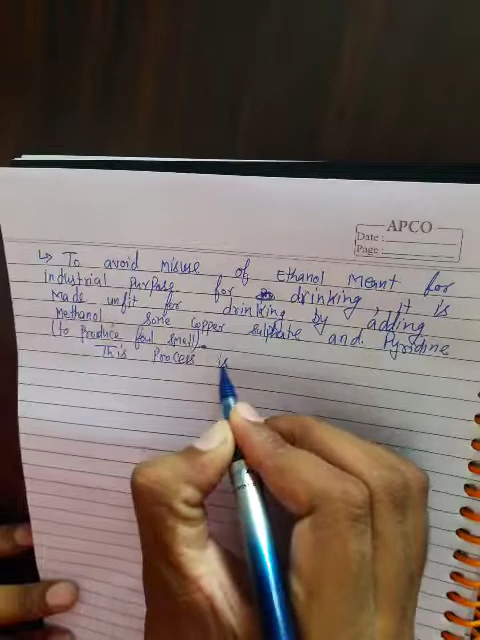 APCO
Date :
Page :
↳ To avoid misuse of Ethanol Meant for
industrial Purpose for drinking, it is
Made unfit for drinking by adding
Methanol some copper sulphate and Pyridine
(to produce foul smell).
This Process is